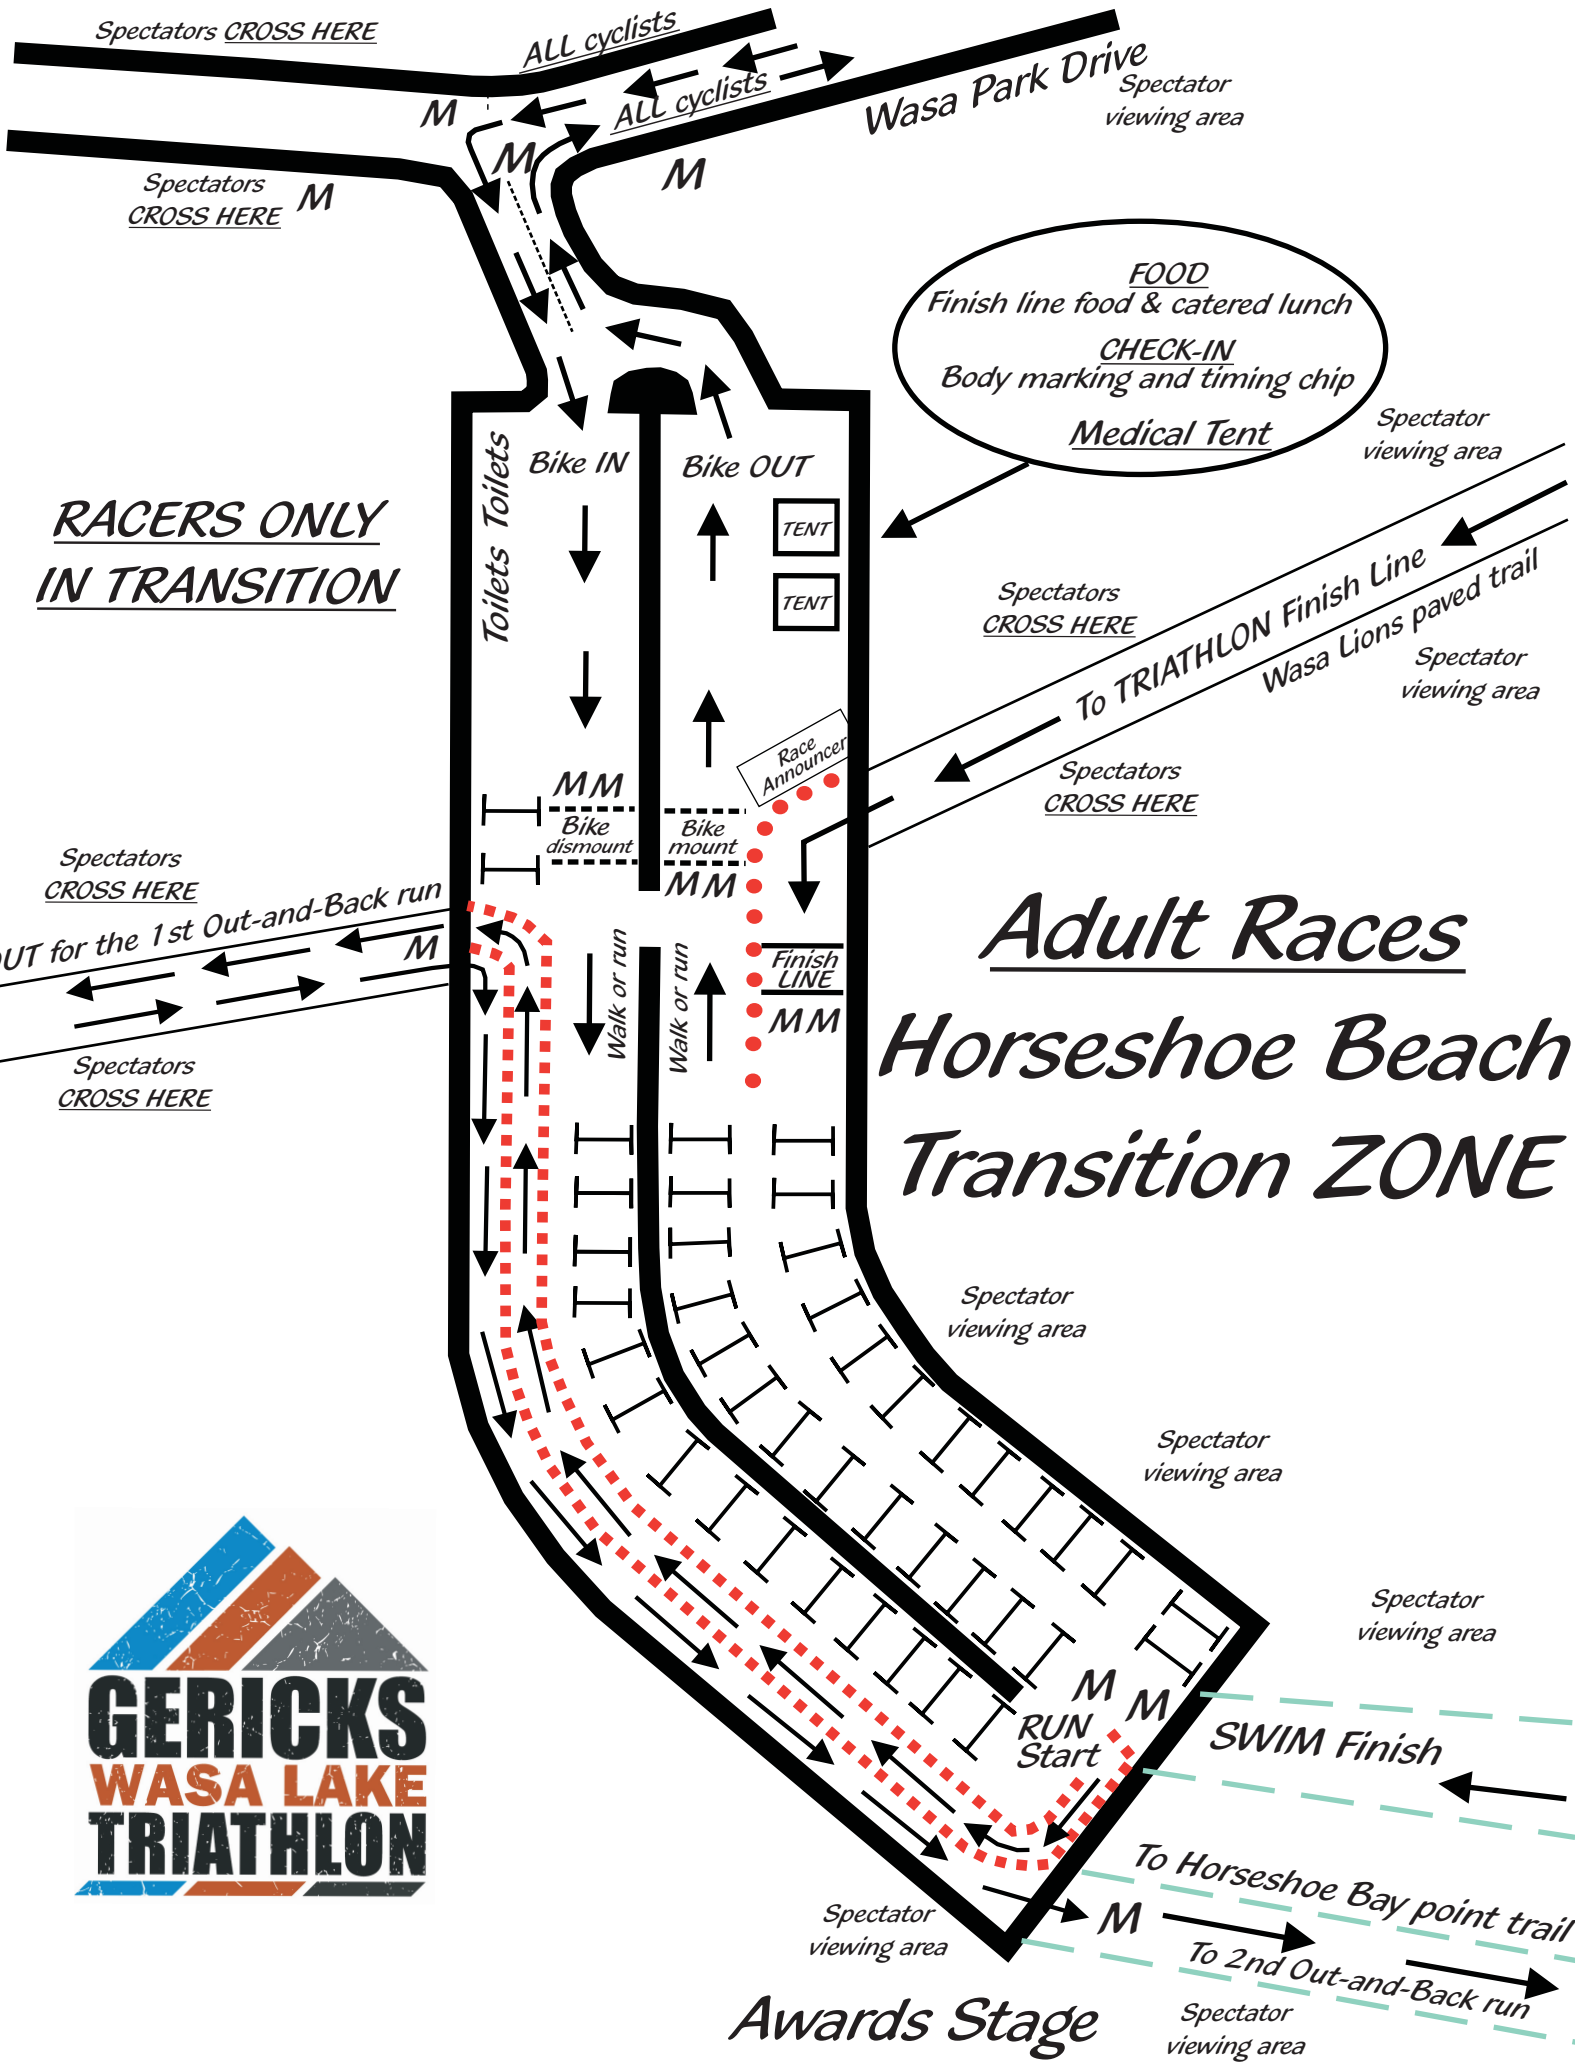 Spectators CROSS HERE
ALL cyclists
ALL cyclists
Wasa Park Drive
Spectator
viewing area
M
M
M
Spectators
CROSS HERE
M
FOOD
Finish line food & catered lunch
CHECK-IN
Body marking and timing chip
Medical Tent
Spectator
viewing area
Toilets Toilets
Bike IN
Bike OUT
RACERS ONLY
IN TRANSITION
TENT
TENT
Spectators
CROSS HERE
To TRIATHLON Finish Line
Wasa Lions paved trail
Spectator
viewing area
Race
Announcer
Spectators
CROSS HERE
M M
Bike
dismount
Bike
mount
M M
Spectators
CROSS HERE
OUT for the 1st Out-and-Back run
M
Walk or run
Walk or run
Finish
LINE
M M
Spectators
CROSS HERE
Adult Races
Horseshoe Beach
Transition ZONE
Spectator
viewing area
Spectator
viewing area
Spectator
viewing area
GERICKS
WASA LAKE
TRIATHLON
M
M
RUN
Start
SWIM Finish
To Horseshoe Bay point trail
M
To 2nd Out-and-Back run
Spectator
viewing area
Awards Stage
Spectator
viewing area